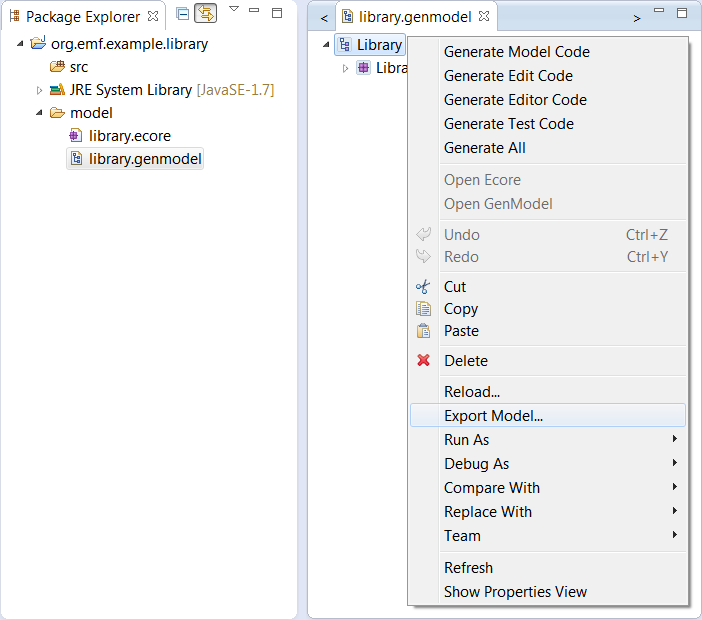 Package Explorer
org.emf.example.library
src
JRE System Library [JavaSE-1.7]
model
library.ecore
library.genmodel
< library.genmodel >
Library
Libra
Generate Model Code
Generate Edit Code
Generate Editor Code
Generate Test Code
Generate All
Open Ecore
Open GenModel
Undo Ctrl+Z
Redo Ctrl+Y
Cut
Copy
Paste
Delete
Reload...
Export Model...
Run As
Debug As
Compare With
Replace With
Team
Refresh
Show Properties View